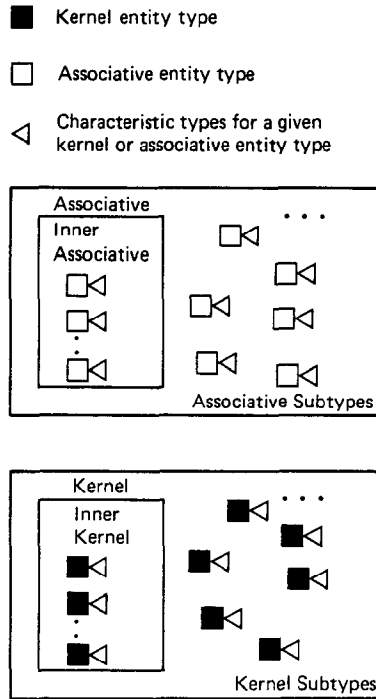 Kernel entity type
Associative entity type
Characteristic types for a given
kernel or associative entity type
Associative
Inner
Associative
Associative Subtypes
Kernel
Inner
Kernel
Kernel Subtypes